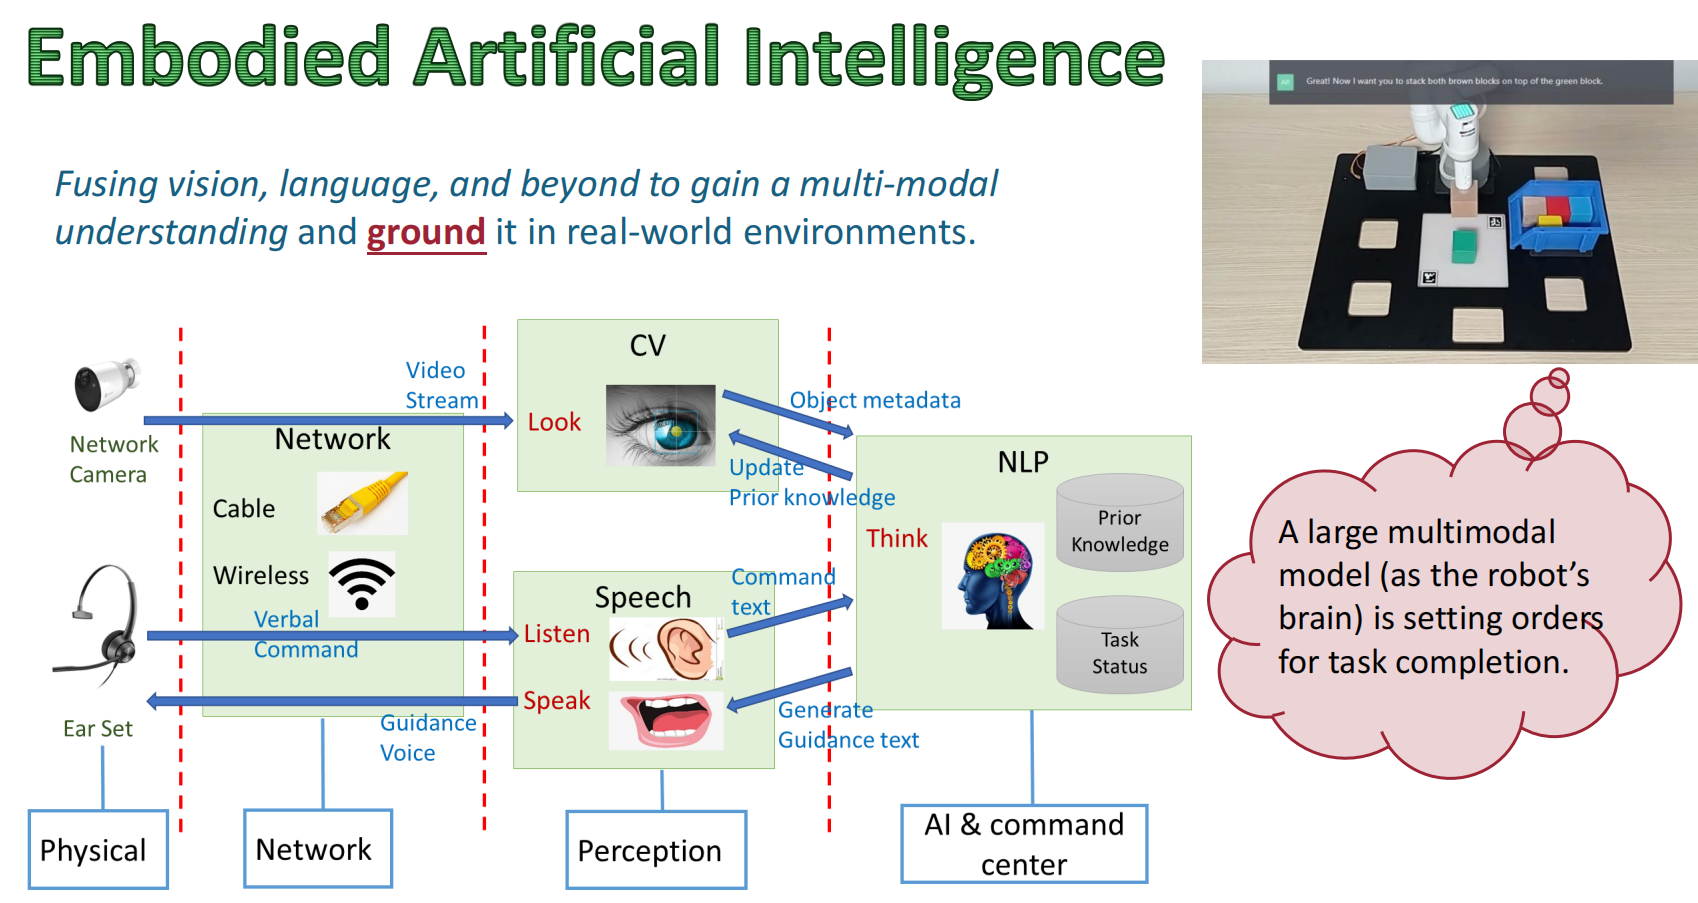 Embodied Artificial Intelligence
Great! Now I want you to stack both brown blocks on top of the green block.
Fusing vision, language, and beyond to gain a multi-modal
understanding and ground it in real-world environments.
Network
Camera
Video
Stream
Network
Cable
Wireless
Verbal
Command
Ear Set
Guidance
Voice
CV
Look
Object metadata
Update
Prior knowledge
Speech
Listen
Speak
Command
text
Generate
Guidance text
NLP
Think
Prior
Knowledge
Task
Status
A large multimodal
model (as the robot's
brain) is setting orders
for task completion.
Physical
Network
Perception
AI & command
center